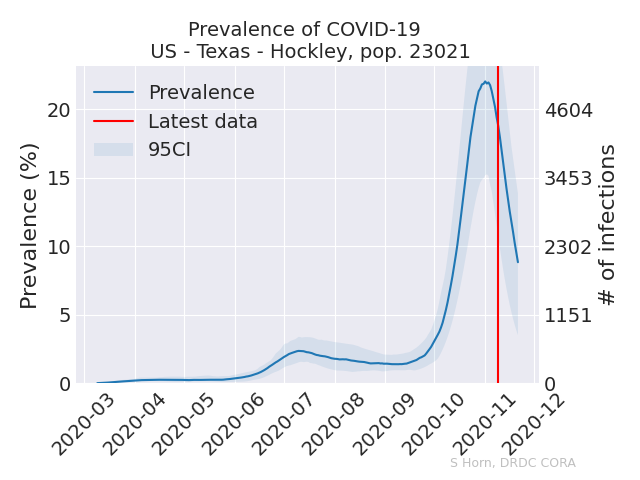 Prevalence of COVID-19
US - Texas - Hockley, pop. 23021
Prevalence
Latest data
95CI
Prevalence (%)
20
15
10
5
0
4604
3453
2302
1151
0
# of infections
2020-03
2020-04
2020-05
2020-06
2020-07
2020-08
2020-09
2020-10
2020-11
2020-12
S Horn, DRDC CORA